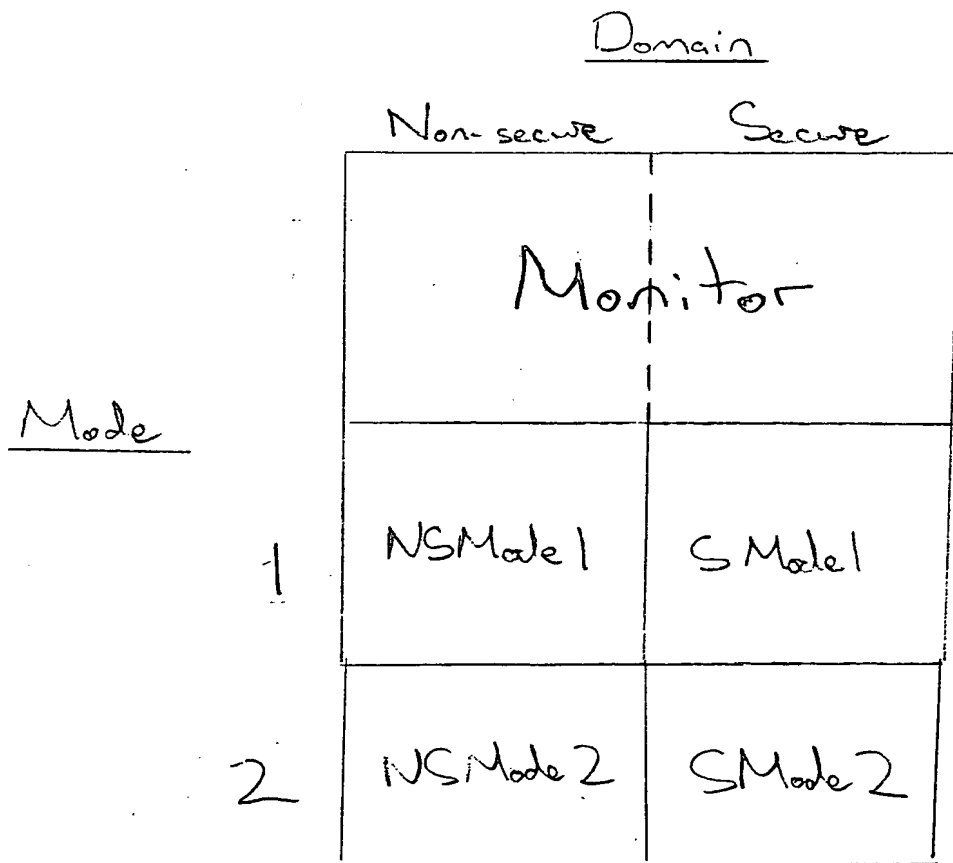 Domain
Non-secure Secure
Monitor
Mode
1 NSMode1 SMode1
2 NSMode2 SMode2